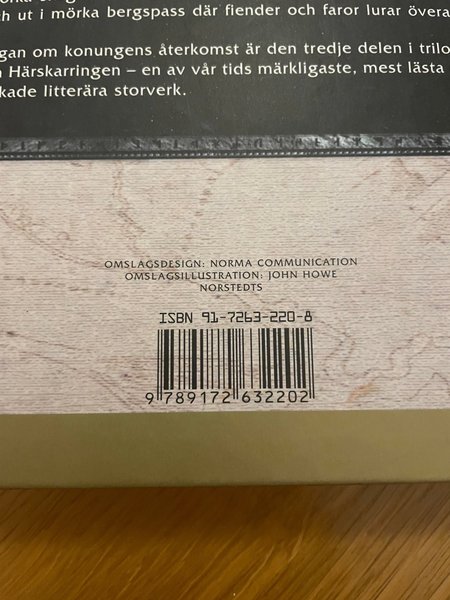 ch ut i mörka bergspass där fiender och faror lurar övera
gan om konungens återkomst är den tredje delen i trilo
Härskarringen – en av vår tids märkligaste, mest lästa
kade litterära storverk.
OMSLAGSDESIGN: NORMA COMMUNICATION
OMSLAGSILLUSTRATION: JOHN HOWE
NORSTEDTS
ISBN 91-7263-220-8
9 789172 632202